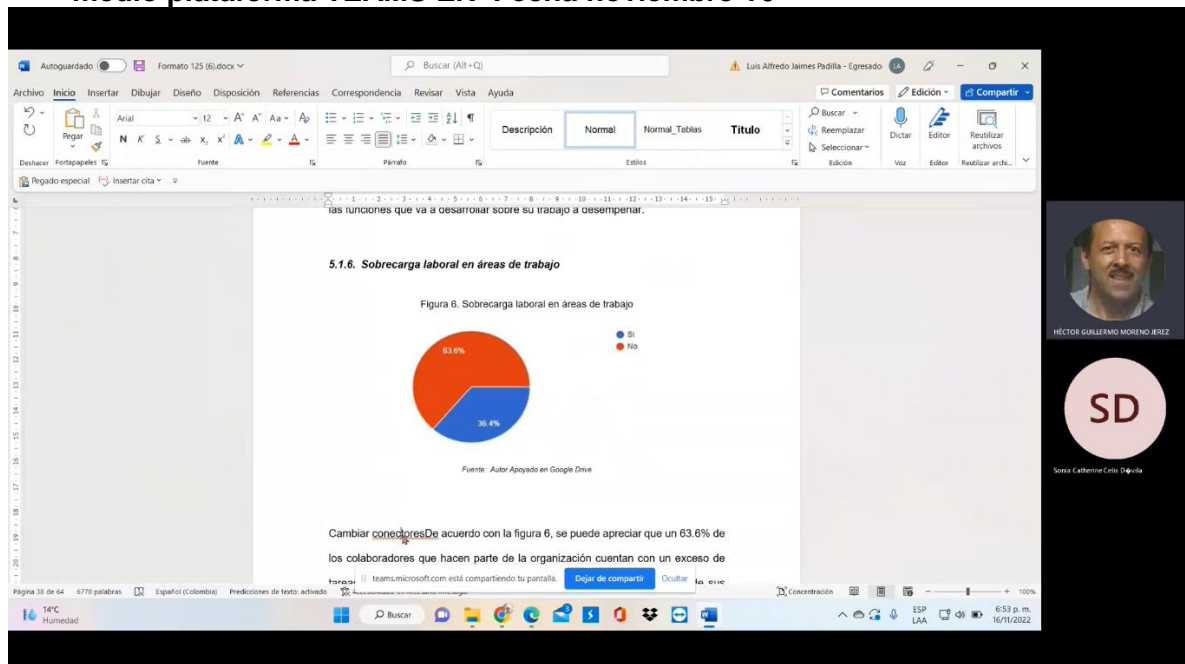 Medio plataforma TEAMS
Autoguardado Formato 125 (6).docx Buscar (Alt+Q) Luis Alfredo Jaimes Padilla - Egresado LA
Archivo Inicio Insertar Dibujar Diseño Disposición Referencias Correspondencia Revisar Vista Ayuda Comentarios Edición Compartir
Pegar Arial 12 Descripción Normal Normal_Tablas Título Buscar Reemplazar Seleccionar Dictar Editor Reutilizar archivos
Deshacer Portapapeles Fuente Párrafo Estilos Edición Voz Editor Reutilizar archi...
Pegado especial Insertar cita
las funciones que va a desarrollar sobre su trabajo a desempeñar.
5.1.6. Sobrecarga laboral en áreas de trabajo
Figura 6. Sobrecarga laboral en áreas de trabajo
Si
No
63.6%
36.4%
Fuente: Autor Apoyado en Google Drive
Cambiar conectoresDe acuerdo con la figura 6, se puede apreciar que un 63.6% de
los colaboradores que hacen parte de la organización cuentan con un exceso de
teams.microsoft.com está compartiendo tu pantalla. Dejar de compartir Ocultar
Página 38 de 64 6770 palabras Español (Colombia) Predicciones de texto: activado Concentración 100%
14°C
Humedad
Buscar
ESP
LAA
6:53 p. m.
16/11/2022
HÉCTOR GUILLERMO MORENO JEREZ
SD
Sonia Catherine Celis D�vila